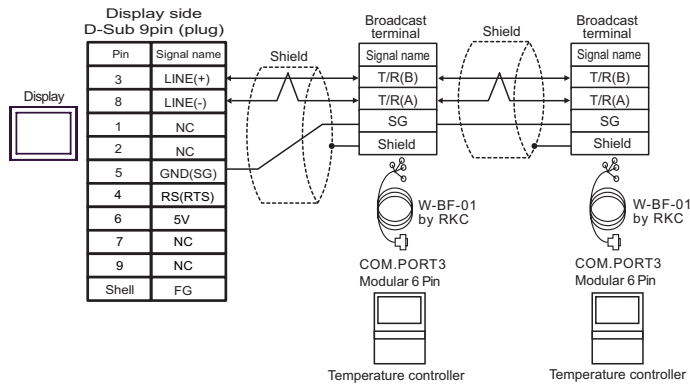 Display side
D-Sub 9pin (plug)
Pin Signal name
3 LINE(+)
8 LINE(-)
1 NC
2 NC
5 GND(SG)
4 RS(RTS)
6 5V
7 NC
9 NC
Shell FG
Display
Shield
Broadcast
terminal
Signal name
T/R(B)
T/R(A)
SG
Shield
W-BF-01
by RKC
COM.PORT3
Modular 6 Pin
Temperature controller
Shield
Broadcast
terminal
Signal name
T/R(B)
T/R(A)
SG
Shield
W-BF-01
by RKC
COM.PORT3
Modular 6 Pin
Temperature controller